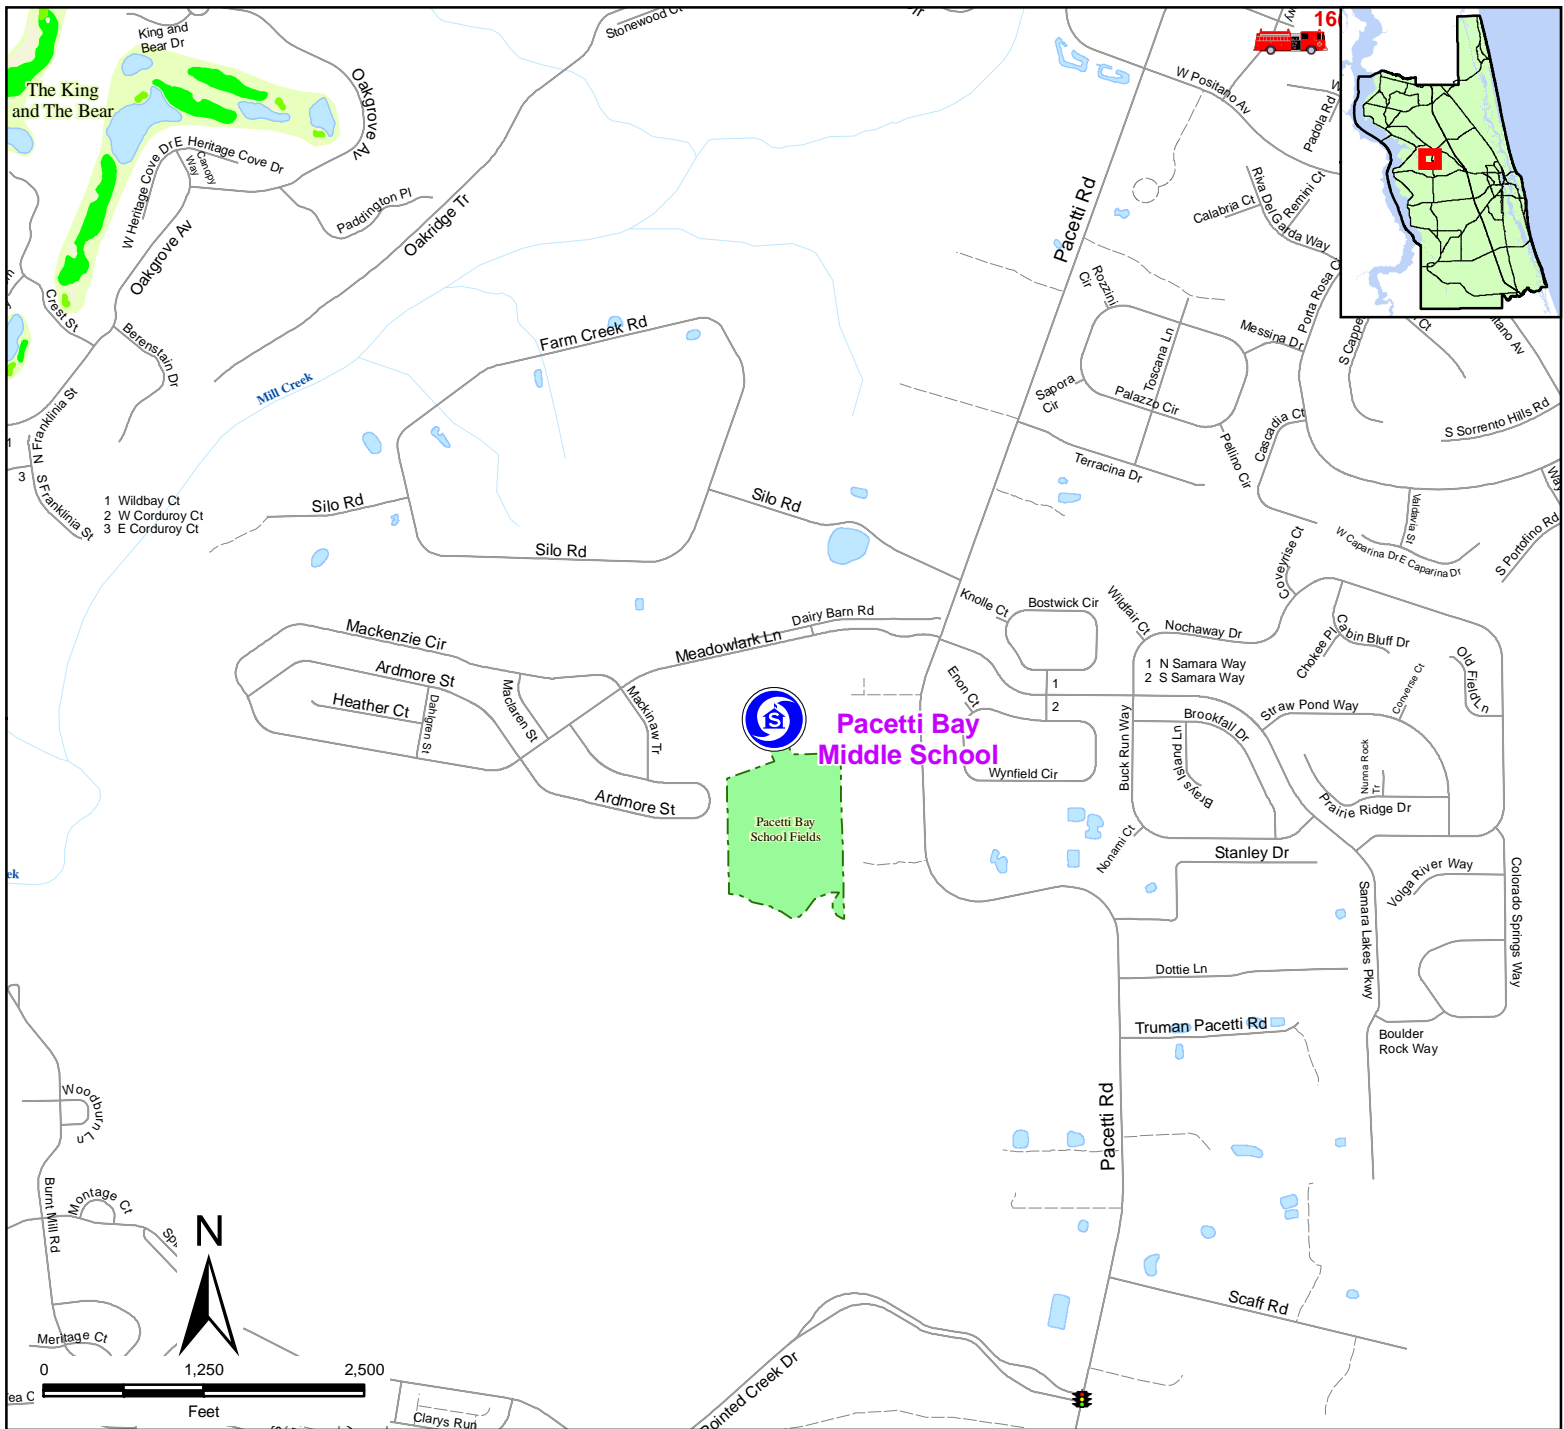 King and
Bear Dr
The King
and The Bear
Oakgrove Av
Stonewood Ct
W Heritage Cove Dr
E Heritage Cove Dr
Canopy
Way
Paddington Pl
Oakridge Tr
Oakgrove Av
Crest St
Berenstain Dr
N Franklinia St
S Franklinia St
1
3
1 Wildbay Ct
2 W Corduroy Ct
3 E Corduroy Ct
Mill Creek
Farm Creek Rd
Silo Rd
Silo Rd
Silo Rd
Pacetti Rd
W Positano Av
Padola Rd
Riva Del Garda Way
Remini Ct
Calabria Ct
Porta Rosa
Rozzini
Cir
Messina Dr
Toscana Ln
Sapora
Cir
Palazzo Cir
Pellino Cir
Cascadia Ct
Terracina Dr
S Sorrento Hills Rd
Way
Valdavia St
W Caparina Dr
E Caparina Dr
S Portofino Rd
Coveyrise Ct
Mackenzie Cir
Ardmore St
Heather Ct
Dahlgren St
Maclaren St
Mackinaw Tr
Ardmore St
Meadowlark Ln
Dairy Barn Rd
Knolle Ct
Bostwick Cir
Wildfair Ct
Nochaway Dr
1 N Samara Way
2 S Samara Way
1
2
Enon Ct
Wynfield Cir
Buck Run Way
Brookfall Dr
Brays Island Ln
Straw Pond Way
Chokee Pl
Cabin Bluff Dr
Converse Ct
Old Field Ln
Nunna Rock
Tr
Prairie Ridge Dr
Nonami Ct
Stanley Dr
Pacetti Bay
Middle School
Pacetti Bay
School Fields
Volga River Way
Colorado Springs Way
Samara Lakes Pkwy
Dottie Ln
Truman Pacetti Rd
Boulder
Rock Way
Pacetti Rd
Scaff Rd
Woodburn Ln
Montage Ct
Burnt Mill Rd
Meritage Ct
N
0 1,250 2,500
Feet
Clarys Run
Pointed Creek Dr